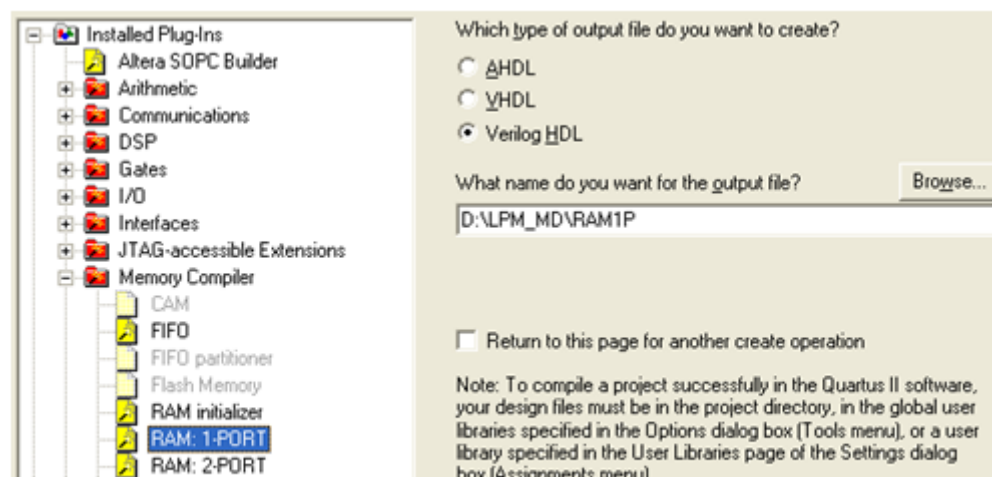 Installed Plug-Ins
Altera SOPC Builder
Arithmetic
Communications
DSP
Gates
I/O
Interfaces
JTAG-accessible Extensions
Memory Compiler
CAM
FIFO
FIFO partitioner
Flash Memory
RAM initializer
RAM: 1-PORT
RAM: 2-PORT
Which type of output file do you want to create?
AHDL
VHDL
Verilog HDL
What name do you want for the output file?
Browse...
D:\LPM_MD\RAM1P
Return to this page for another create operation
Note: To compile a project successfully in the Quartus II software,
your design files must be in the project directory, in the global user
libraries specified in the Options dialog box (Tools menu), or a user
library specified in the User Libraries page of the Settings dialog
box (Assignments menu)